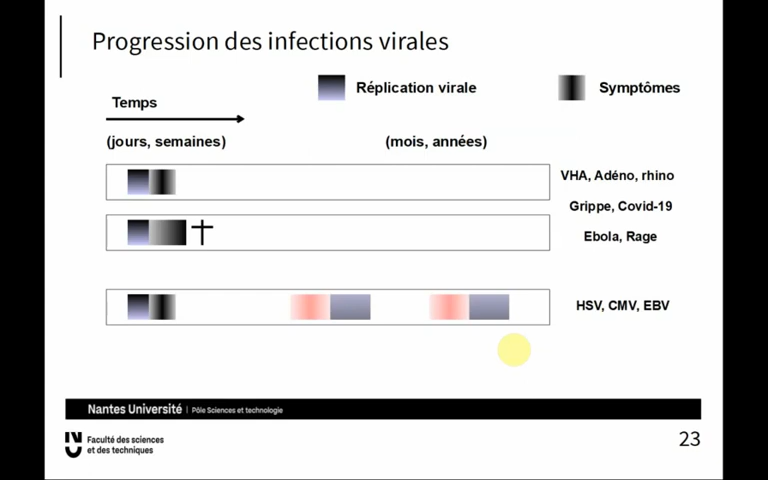 Progression des infections virales
Réplication virale
Symptômes
Temps
(jours, semaines)
(mois, années)
VHA, Adéno, rhino
Grippe, Covid-19
Ebola, Rage
HSV, CMV, EBV
Nantes Université | Pôle Sciences et technologie
Faculté des sciences
et des techniques
23